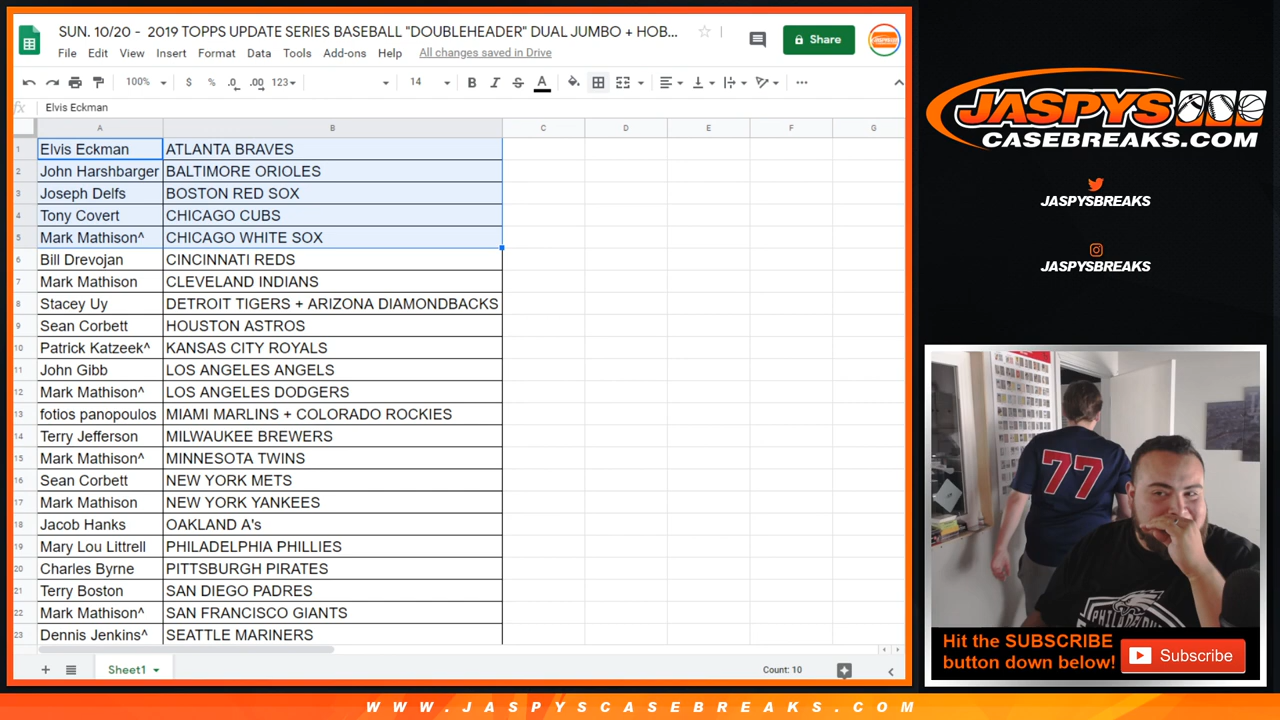 SUN. 10/20 - 2019 TOPPS UPDATE SERIES BASEBALL "DOUBLEHEADER" DUAL JUMBO + HOB...
File Edit View Insert Format Data Tools Add-ons Help All changes saved in Drive
Share
100% $ % .0 .00 123 14 B I S A
fx Elvis Eckman
A B C D E F G
1 Elvis Eckman ATLANTA BRAVES
2 John Harshbarger BALTIMORE ORIOLES
3 Joseph Delfs BOSTON RED SOX
4 Tony Covert CHICAGO CUBS
5 Mark Mathison^ CHICAGO WHITE SOX
6 Bill Drevojan CINCINNATI REDS
7 Mark Mathison CLEVELAND INDIANS
8 Stacey Uy DETROIT TIGERS + ARIZONA DIAMONDBACKS
9 Sean Corbett HOUSTON ASTROS
10 Patrick Katzeek^ KANSAS CITY ROYALS
11 John Gibb LOS ANGELES ANGELS
12 Mark Mathison^ LOS ANGELES DODGERS
13 fotios panopoulos MIAMI MARLINS + COLORADO ROCKIES
14 Terry Jefferson MILWAUKEE BREWERS
15 Mark Mathison^ MINNESOTA TWINS
16 Sean Corbett NEW YORK METS
17 Mark Mathison NEW YORK YANKEES
18 Jacob Hanks OAKLAND A's
19 Mary Lou Littrell PHILADELPHIA PHILLIES
20 Charles Byrne PITTSBURGH PIRATES
21 Terry Boston SAN DIEGO PADRES
22 Mark Mathison^ SAN FRANCISCO GIANTS
23 Dennis Jenkins^ SEATTLE MARINERS
Sheet1
Count: 10
JASPYS
CASEBREAKS.COM
JASPYSBREAKS
JASPYSBREAKS
77
Hit the SUBSCRIBE
button down below!
Subscribe
WWW.JASPYSCASEBREAKS.COM